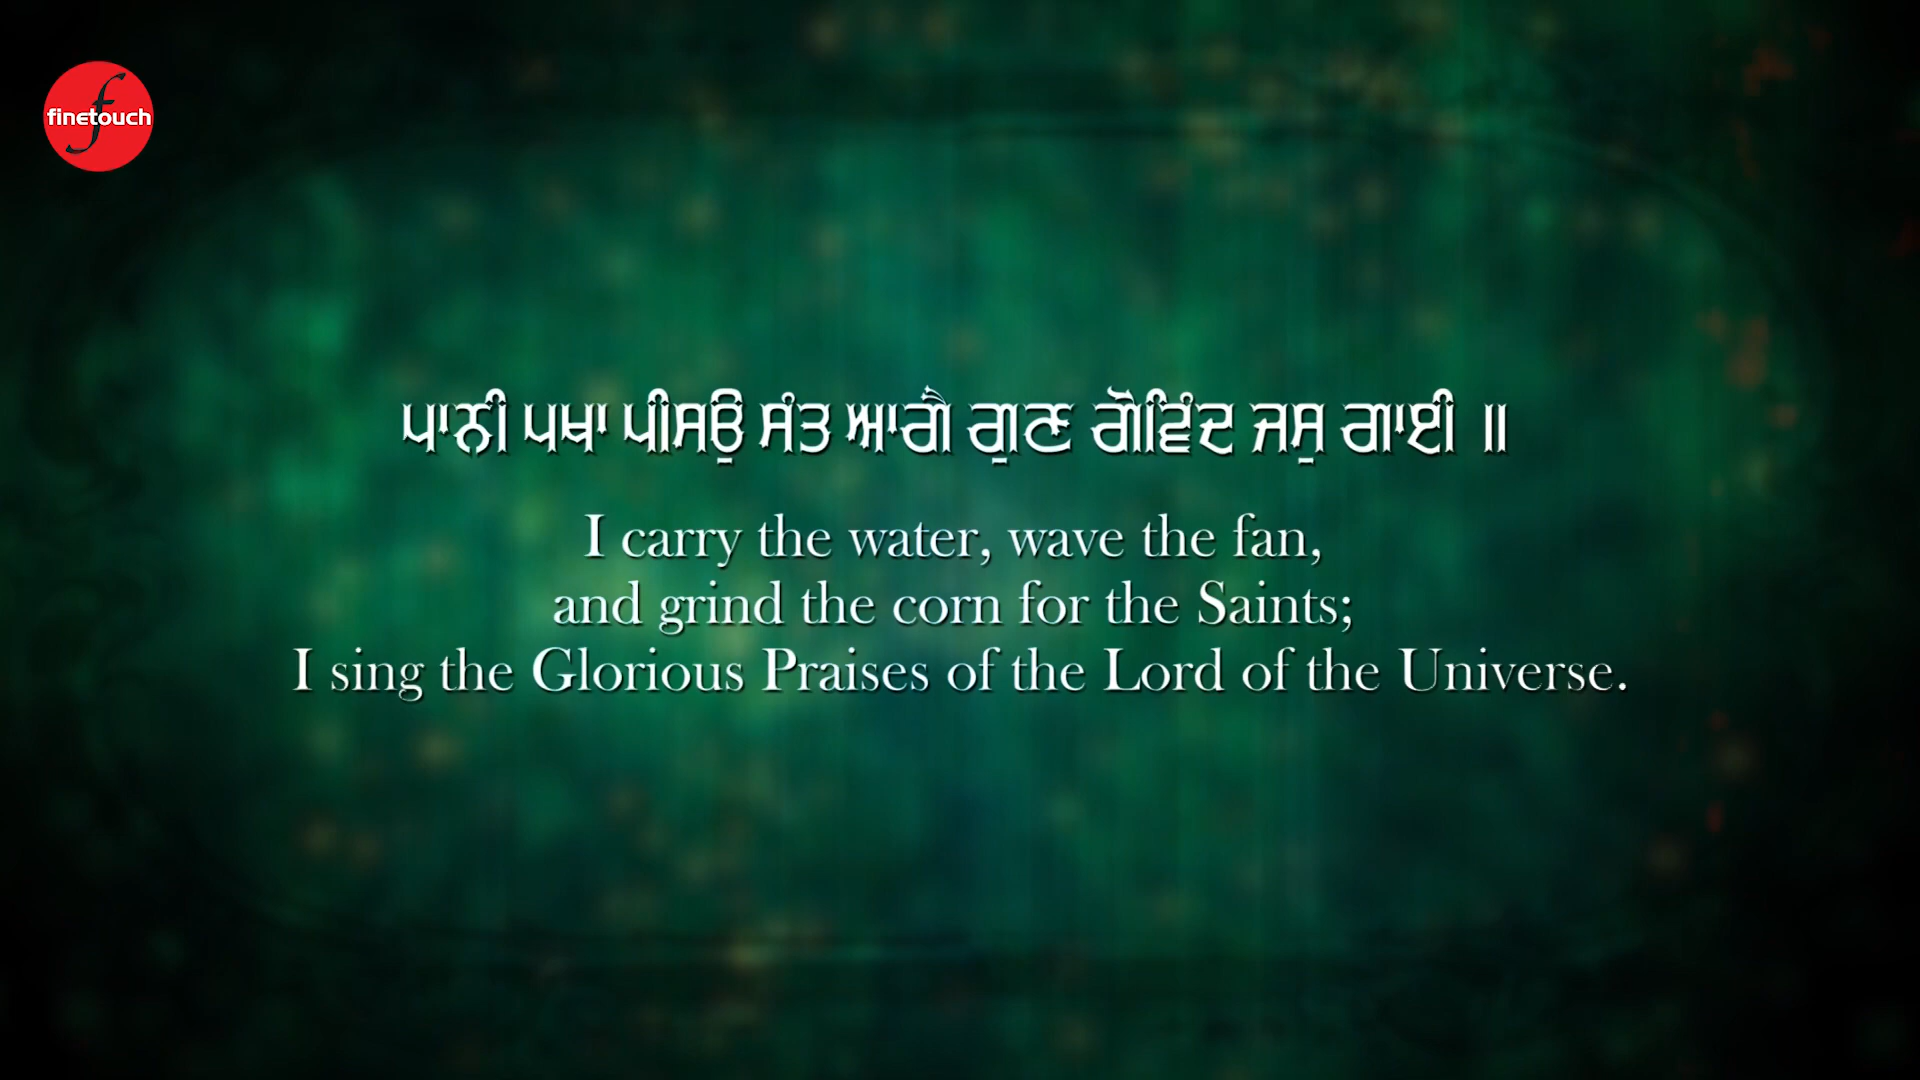 finetouch
ਪਾਨੀ ਪਖਾ ਪੀਸਉ ਸੰਤ ਆਗੈ ਗੁਣ ਗੋਵਿੰਦ ਜਸੁ ਗਾਈ ॥
I carry the water, wave the fan,
and grind the corn for the Saints;
I sing the Glorious Praises of the Lord of the Universe.